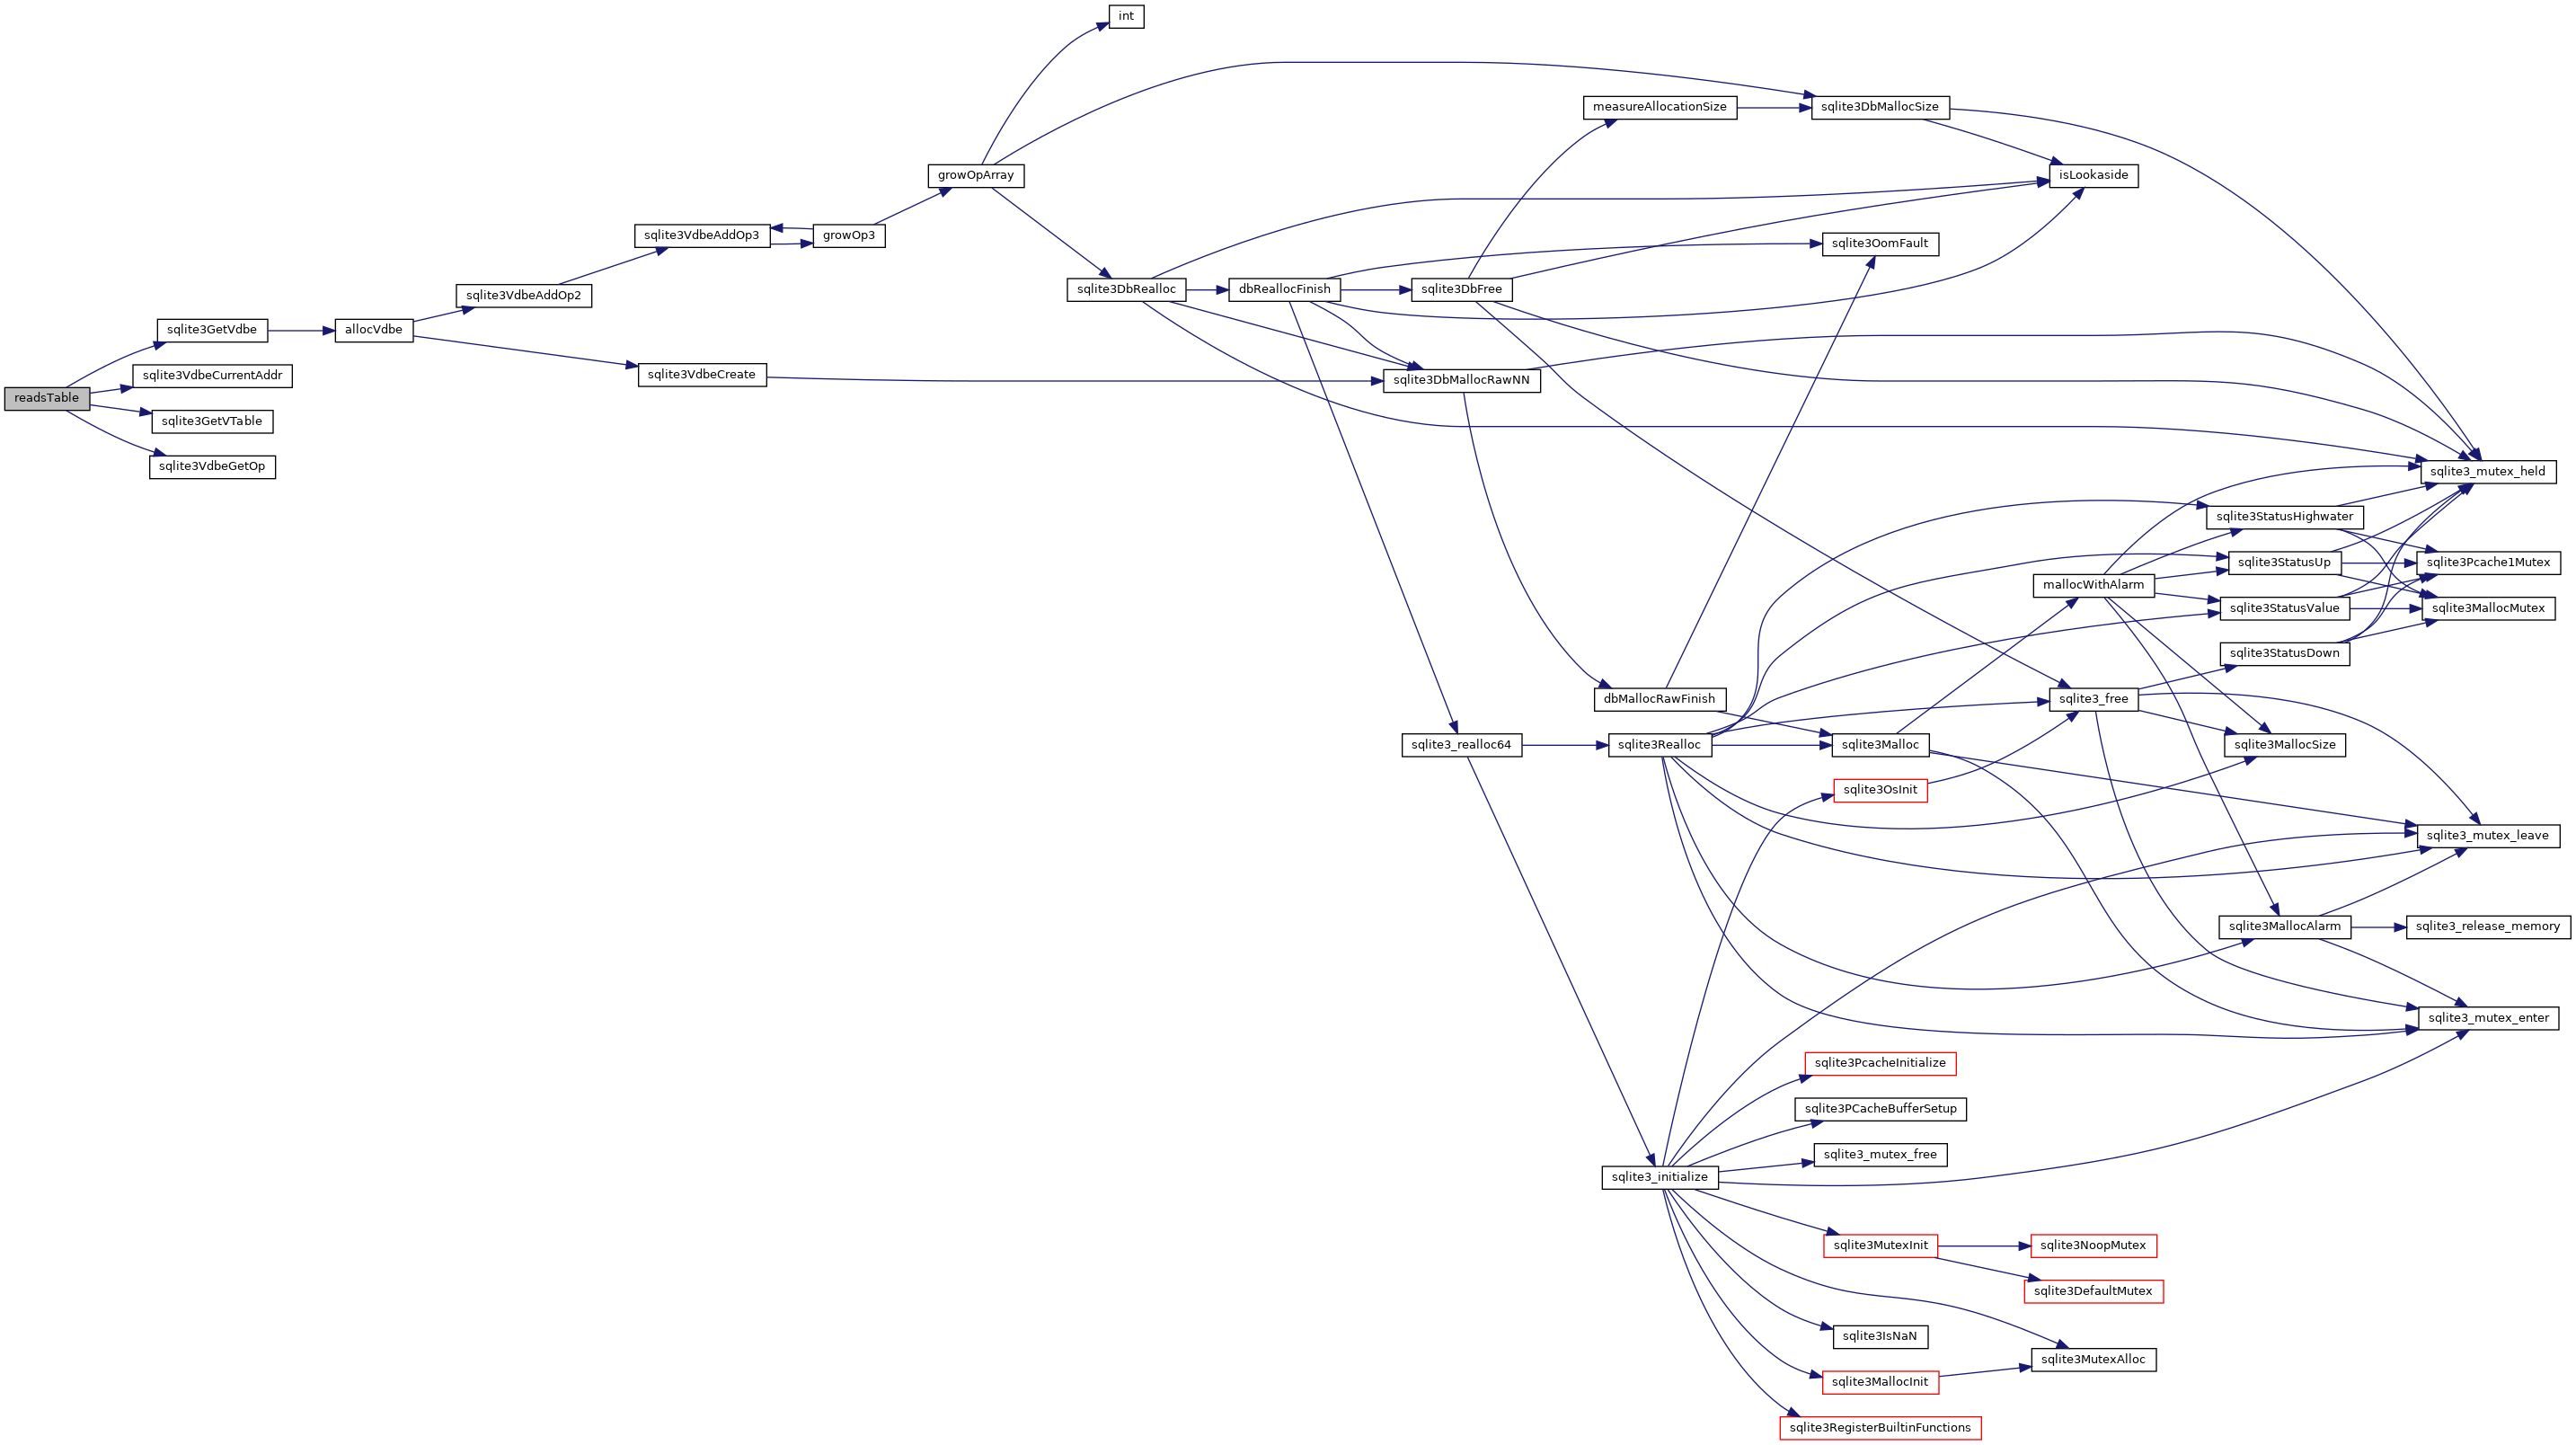 readsTable
sqlite3GetVdbe
sqlite3VdbeCurrentAddr
sqlite3GetVTable
sqlite3VdbeGetOp
allocVdbe
sqlite3VdbeAddOp2
sqlite3VdbeCreate
sqlite3VdbeAddOp3
growOp3
growOpArray
int
sqlite3DbRealloc
dbReallocFinish
sqlite3DbFree
sqlite3DbMallocRawNN
measureAllocationSize
sqlite3DbMallocSize
isLookaside
sqlite3OomFault
sqlite3_mutex_held
sqlite3StatusHighwater
sqlite3StatusUp
sqlite3Pcache1Mutex
mallocWithAlarm
sqlite3StatusValue
sqlite3MallocMutex
sqlite3StatusDown
dbMallocRawFinish
sqlite3_free
sqlite3_realloc64
sqlite3Realloc
sqlite3Malloc
sqlite3MallocSize
sqlite3OsInit
sqlite3_mutex_leave
sqlite3MallocAlarm
sqlite3_release_memory
sqlite3_mutex_enter
sqlite3PcacheInitialize
sqlite3PCacheBufferSetup
sqlite3_mutex_free
sqlite3_initialize
sqlite3MutexInit
sqlite3NoopMutex
sqlite3DefaultMutex
sqlite3IsNaN
sqlite3MutexAlloc
sqlite3MallocInit
sqlite3RegisterBuiltinFunctions